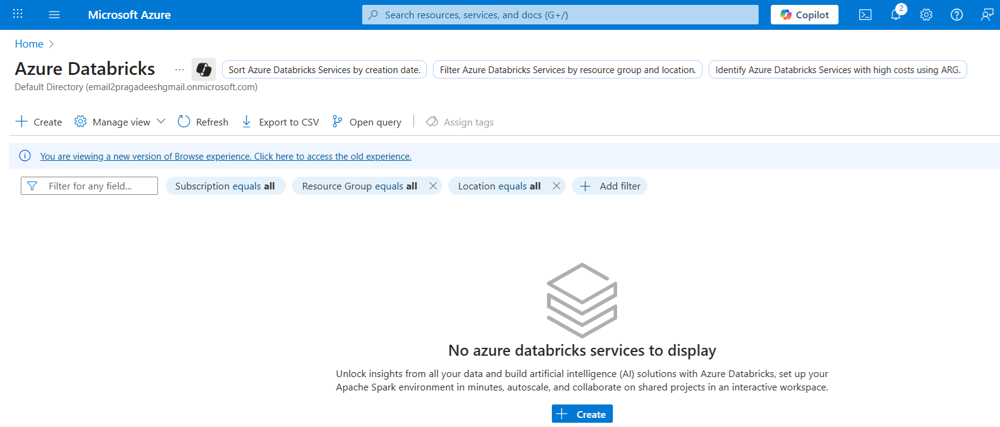 Microsoft Azure
Search resources, services, and docs (G+/)
Copilot
2
Home
Azure Databricks
...
Sort Azure Databricks Services by creation date.
Filter Azure Databricks Services by resource group and location.
Identify Azure Databricks Services with high costs using ARG.
Default Directory (email2pragadeeshgmail.onmicrosoft.com)
Create
Manage view
Refresh
Export to CSV
Open query
Assign tags
You are viewing a new version of Browse experience. Click here to access the old experience.
Filter for any field...
Subscription equals all
Resource Group equals all
Location equals all
Add filter
No azure databricks services to display
Unlock insights from all your data and build artificial intelligence (AI) solutions with Azure Databricks, set up your
Apache Spark environment in minutes, autoscale, and collaborate on shared projects in an interactive workspace.
Create